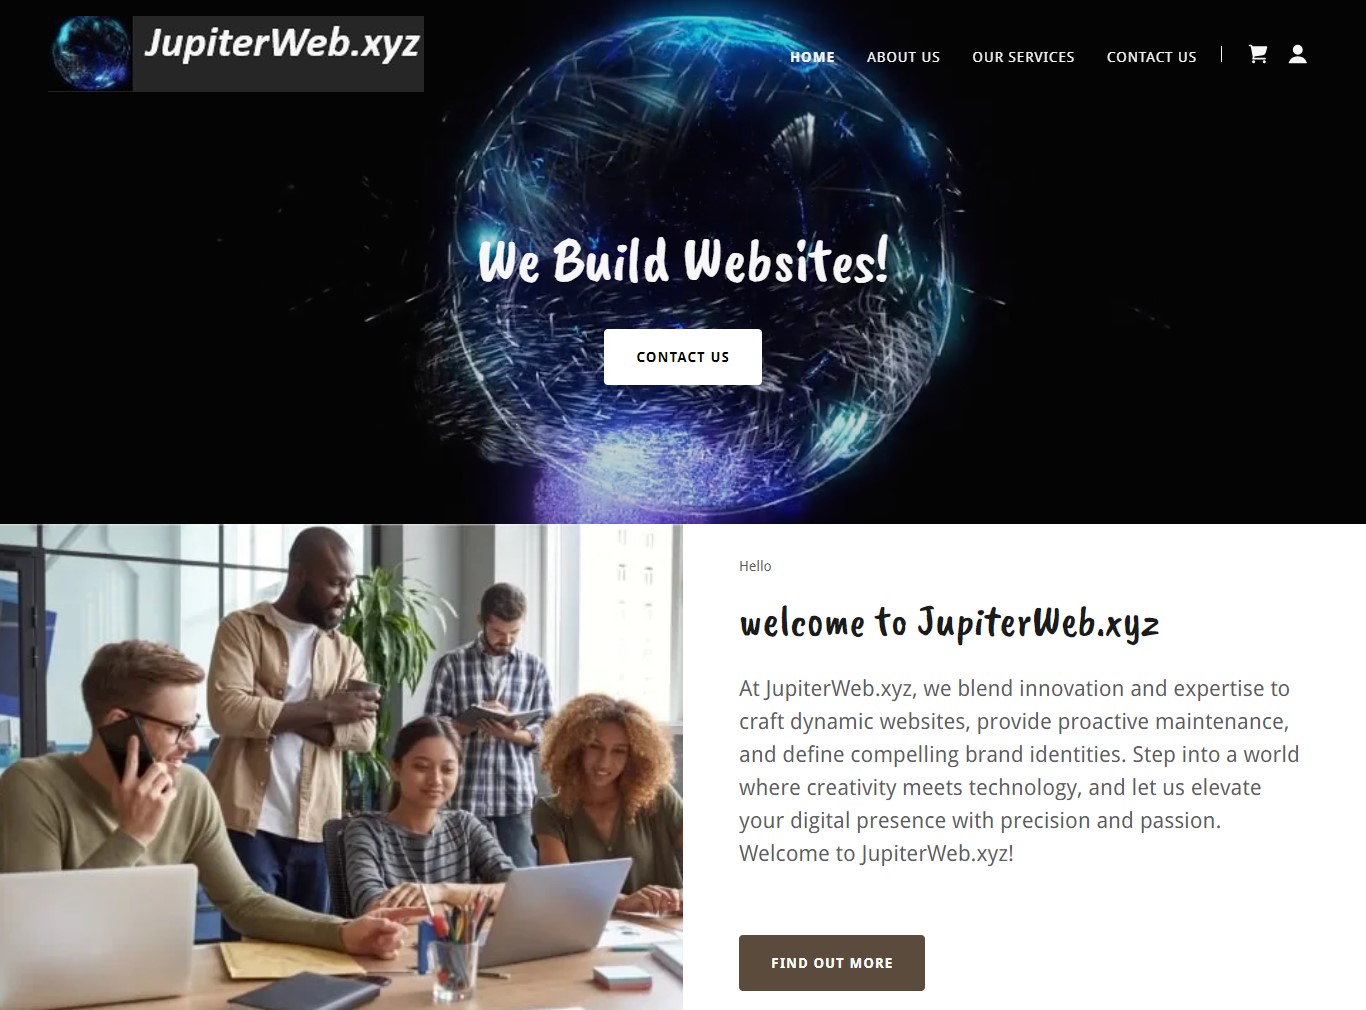 JupiterWeb.xyz
HOME
ABOUT US
OUR SERVICES
CONTACT US
We Build Websites!
CONTACT US
Hello
welcome to JupiterWeb.xyz
At JupiterWeb.xyz, we blend innovation and expertise to
craft dynamic websites, provide proactive maintenance,
and define compelling brand identities. Step into a world
where creativity meets technology, and let us elevate
your digital presence with precision and passion.
Welcome to JupiterWeb.xyz!
FIND OUT MORE